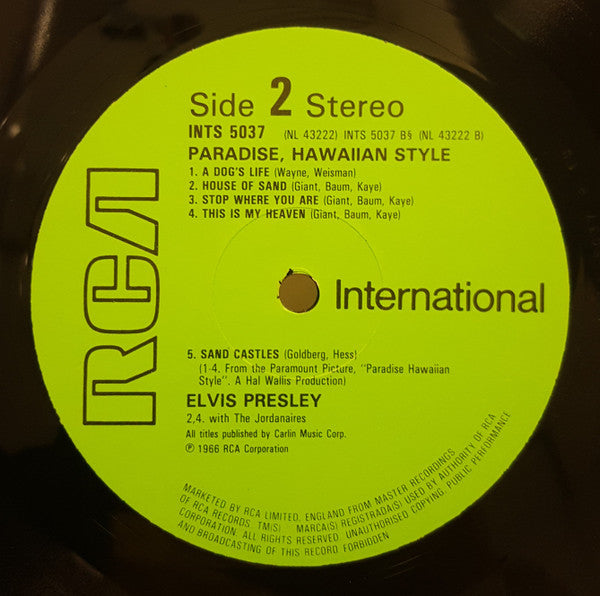 Side 2 Stereo
INTS 5037 (NL 43222) INTS 5037 B§ (NL 43222 B)
PARADISE, HAWAIIAN STYLE
1. A DOG'S LIFE (Wayne, Weisman)
2. HOUSE OF SAND (Giant, Baum, Kaye)
3. STOP WHERE YOU ARE (Giant, Baum, Kaye)
4. THIS IS MY HEAVEN (Giant, Baum, Kaye)
RCA
International
5. SAND CASTLES (Goldberg, Hess)
(1-4. From the Paramount Picture, "Paradise Hawaiian
Style". A Hal Wallis Production)
ELVIS PRESLEY
2,4. with The Jordanaires
All titles published by Carlin Music Corp.
℗ 1966 RCA Corporation
MARKETED BY RCA LIMITED, ENGLAND FROM MASTER RECORDINGS
OF RCA RECORDS. TM(S) MARCA(S) REGISTRADA(S) USED BY AUTHORITY OF RCA
CORPORATION. ALL RIGHTS RESERVED. UNAUTHORISED COPYING, PUBLIC PERFORMANCE
AND BROADCASTING OF THIS RECORD FORBIDDEN